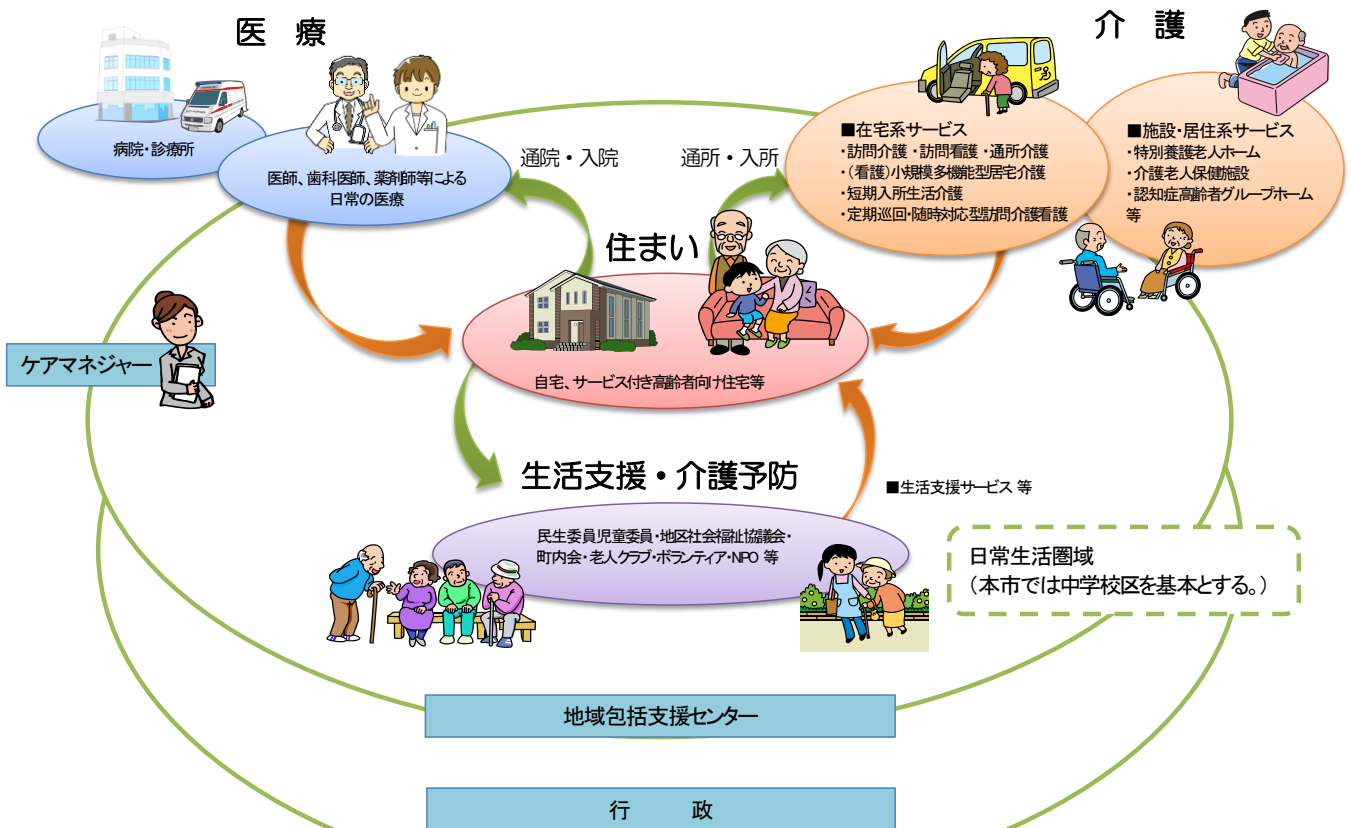 医　療
介　護
病院・診療所
医師、歯科医師、薬剤師等による
日常の医療
通院・入院
通所・入所
■在宅系サービス
・訪問介護・訪問看護・通所介護
・（看護）小規模多機能型居宅介護
・短期入所生活介護
・定期巡回・随時対応型訪問介護看護
■施設・居住系サービス
・特別養護老人ホーム
・介護老人保健施設
・認知症高齢者グループホーム
等
住まい
自宅、サービス付き高齢者向け住宅等
ケアマネジャー
生活支援・介護予防
■生活支援サービス 等
民生委員児童委員・地区社会福祉協議会・
町内会・老人クラブ・ボランティア・NPO 等
日常生活圏域
（本市では中学校区を基本とする。）
地域包括支援センター
行　　政